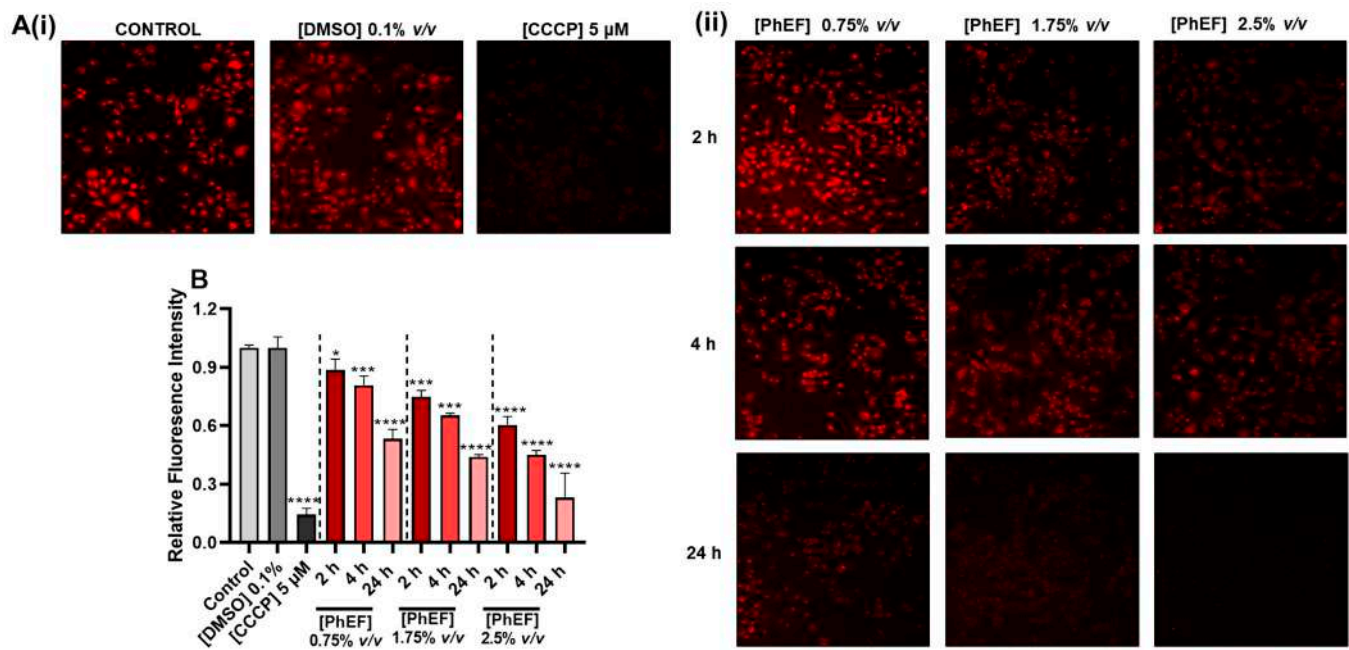 A(i)
CONTROL
[DMSO] 0.1% v/v
[CCCP] 5 µM
(ii)
[PhEF] 0.75% v/v
[PhEF] 1.75% v/v
[PhEF] 2.5% v/v
2 h
4 h
24 h
B
Relative Fluorescence Intensity
1.2
0.9
0.6
0.3
0.0
****
*
***
****
***
***
****
****
****
****
Control
[DMSO] 0.1%
[CCCP] 5 µM
2 h
4 h
24 h
2 h
4 h
24 h
2 h
4 h
24 h
[PhEF]
0.75% v/v
[PhEF]
1.75% v/v
[PhEF]
2.5% v/v